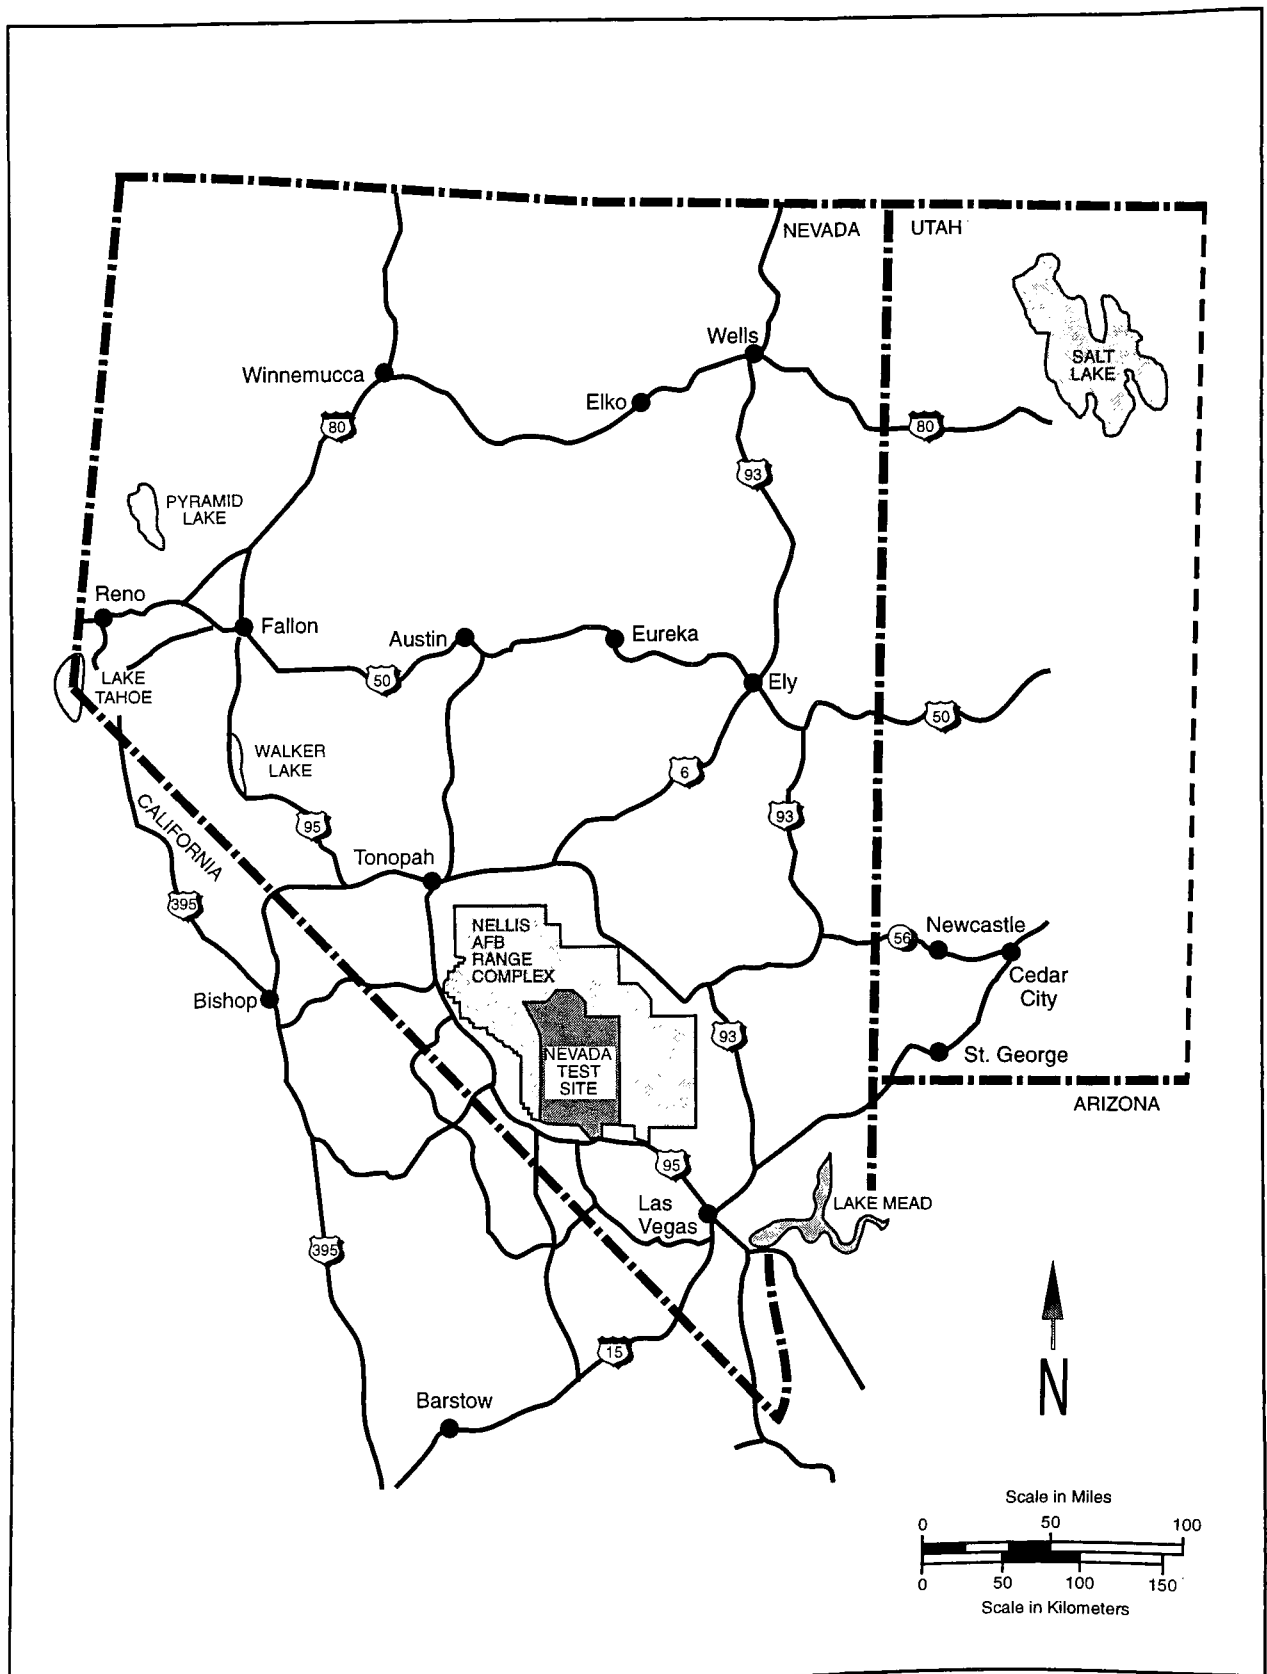 NEVADA
UTAH
Wells
Winnemucca
SALT
LAKE
Elko
80
80
93
PYRAMID
LAKE
Reno
Fallon
Austin
Eureka
LAKE
TAHOE
50
Ely
50
WALKER
LAKE
6
CALIFORNIA
95
93
Tonopah
395
NELLIS
AFB
RANGE
COMPLEX
Newcastle
56
Cedar
City
Bishop
93
NEVADA
TEST
SITE
St. George
ARIZONA
95
Las
Vegas
LAKE MEAD
395
15
N
Barstow
Scale in Miles
0 50 100
0 50 100 150
Scale in Kilometers